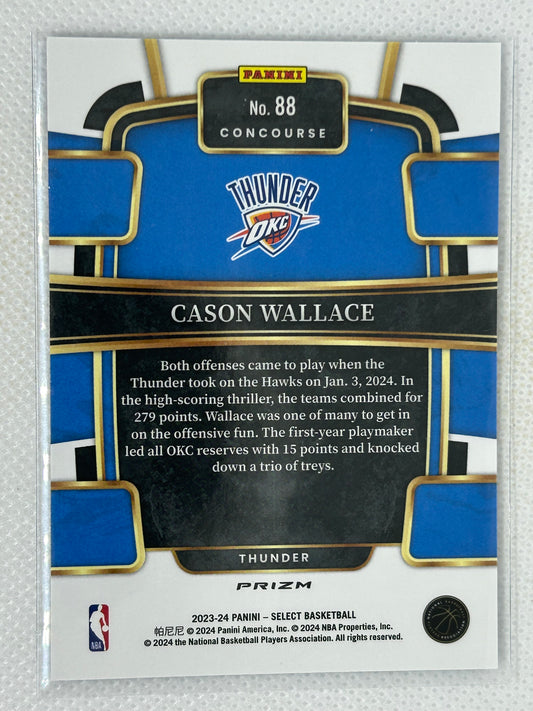 PANINI
No. 88
CONCOURSE
THUNDER
OKC
CASON WALLACE
Both offenses came to play when the
Thunder took on the Hawks on Jan. 3, 2024. In
the high-scoring thriller, the teams combined for
279 points. Wallace was one of many to get in
on the offensive fun. The first-year playmaker
led all OKC reserves with 15 points and knocked
down a trio of treys.
THUNDER
PRIZM
2023-24 PANINI – SELECT BASKETBALL
帕尼尼 © 2024 Panini America, Inc. © 2024 NBA Properties, Inc.
© 2024 the National Basketball Players Association. All rights reserved.
NBA